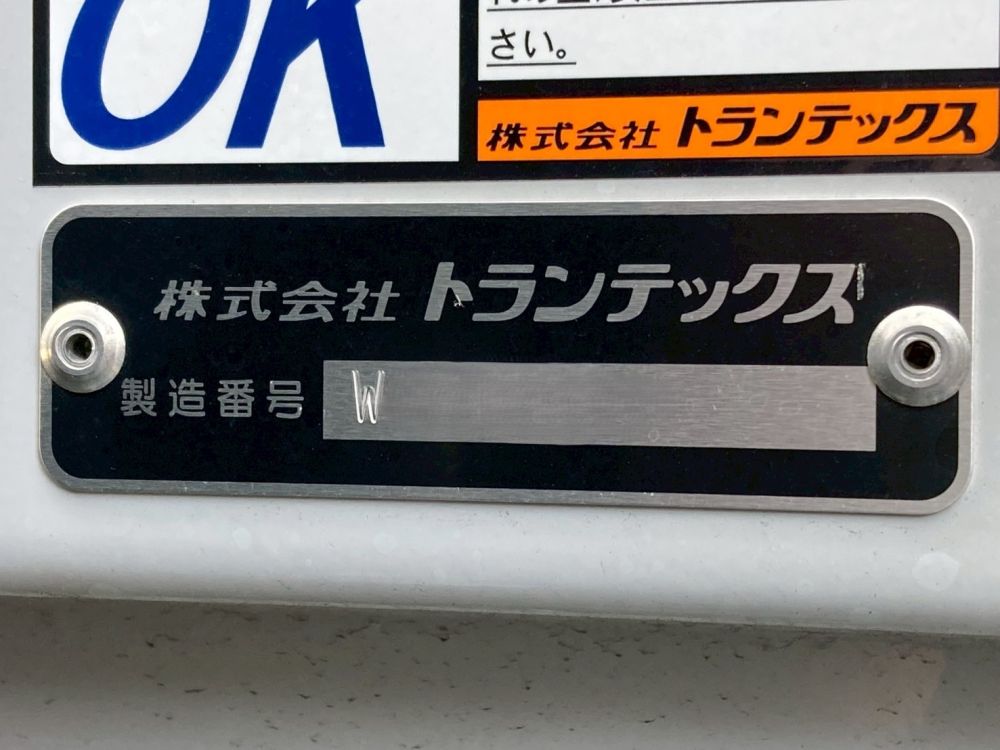 OK
さい。
株式会社 トランテックス
株式会社 トランテックス
製造番号 W